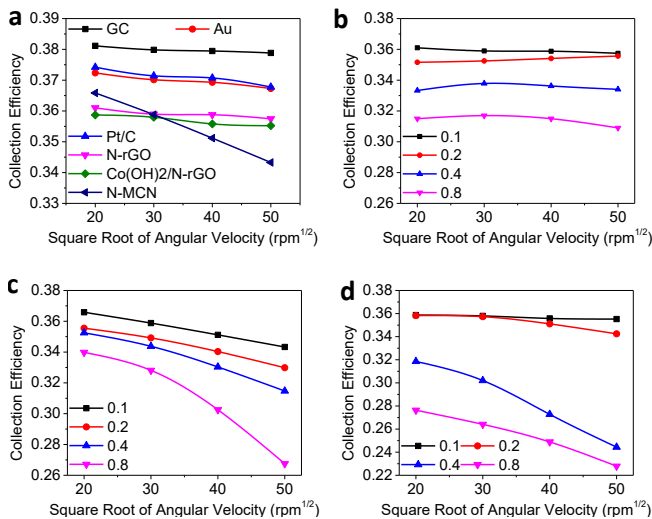 a
GC
Au
Pt/C
N-rGO
Co(OH)2/N-rGO
N-MCN
0.39
0.38
0.37
0.36
0.35
0.34
0.33
20 30 40 50
Collection Efficiency
Square Root of Angular Velocity (rpm1/2)
b
0.38
0.36
0.34
0.32
0.30
0.28
0.26
0.1
0.2
0.4
0.8
20 30 40 50
Collection Efficiency
Square Root of Angular Velocity (rpm1/2)
c
0.38
0.36
0.34
0.32
0.30
0.28
0.26
0.1
0.2
0.4
0.8
20 30 40 50
Collection Efficiency
Square Root of Angular Velocity (rpm1/2)
d
0.42
0.40
0.38
0.36
0.34
0.32
0.30
0.28
0.26
0.24
0.22
0.1 0.2
0.4 0.8
20 30 40 50
Collection Efficiency
Square Root of Angular Velocity (rpm1/2)